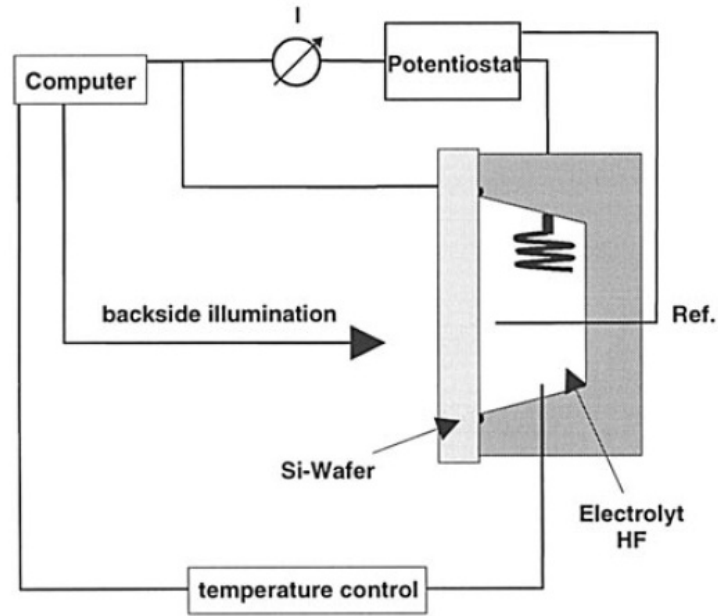 I
Potentiostat
Computer
backside illumination
Ref.
Si-Wafer
Electrolyt
HF
temperature control